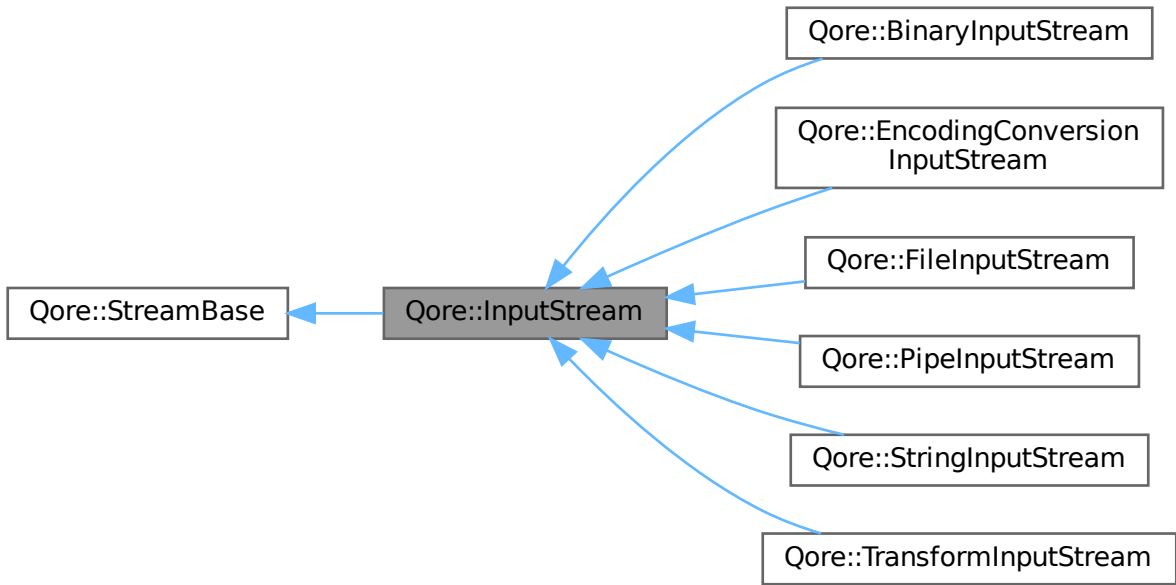 Qore::BinaryInputStream
Qore::EncodingConversion
InputStream
Qore::FileInputStream
Qore::StreamBase
Qore::InputStream
Qore::PipeInputStream
Qore::StringInputStream
Qore::TransformInputStream